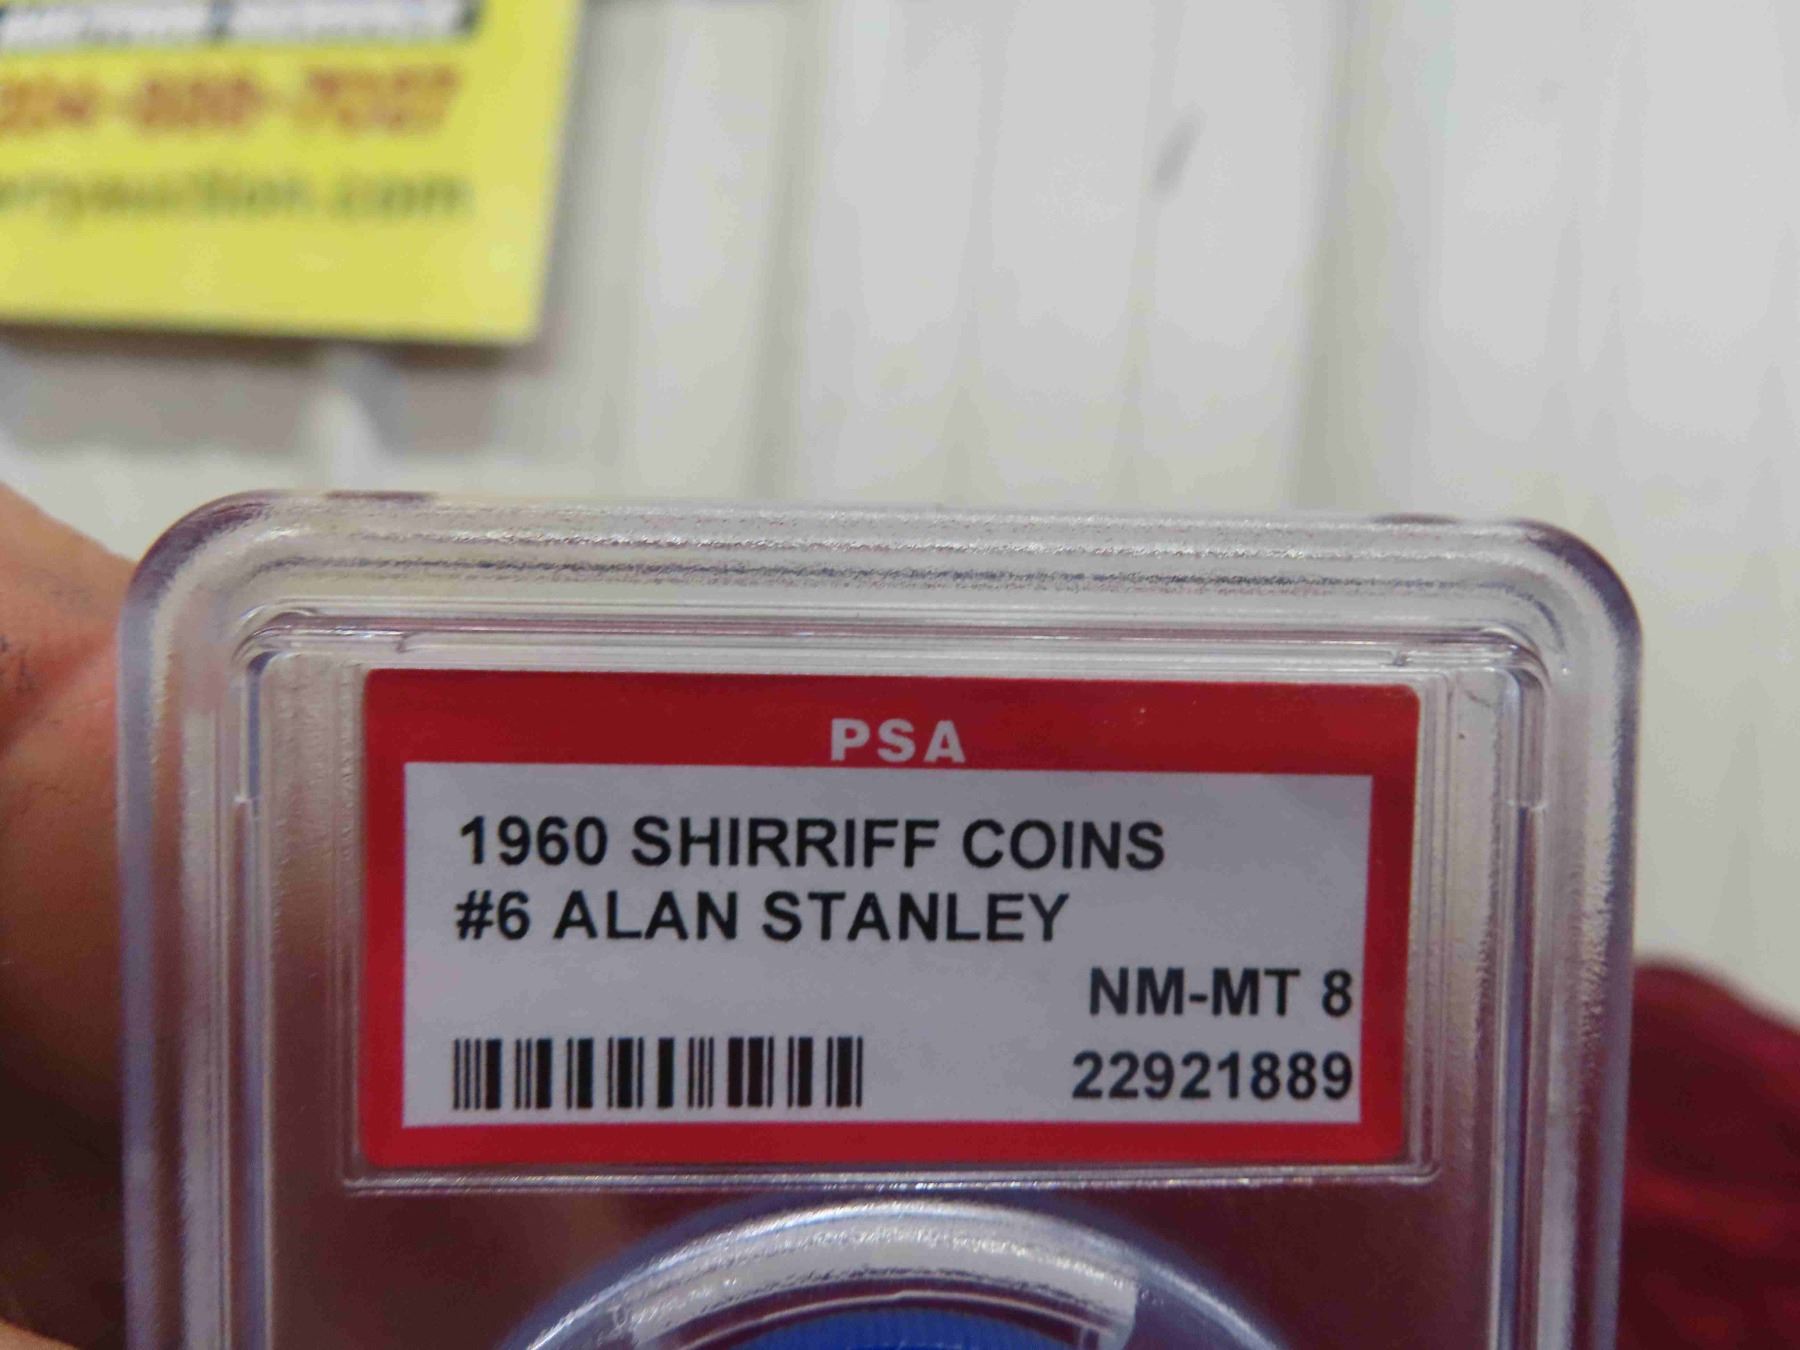 PSA
1960 SHIRRIFF COINS
#6 ALAN STANLEY
NM-MT 8
22921889